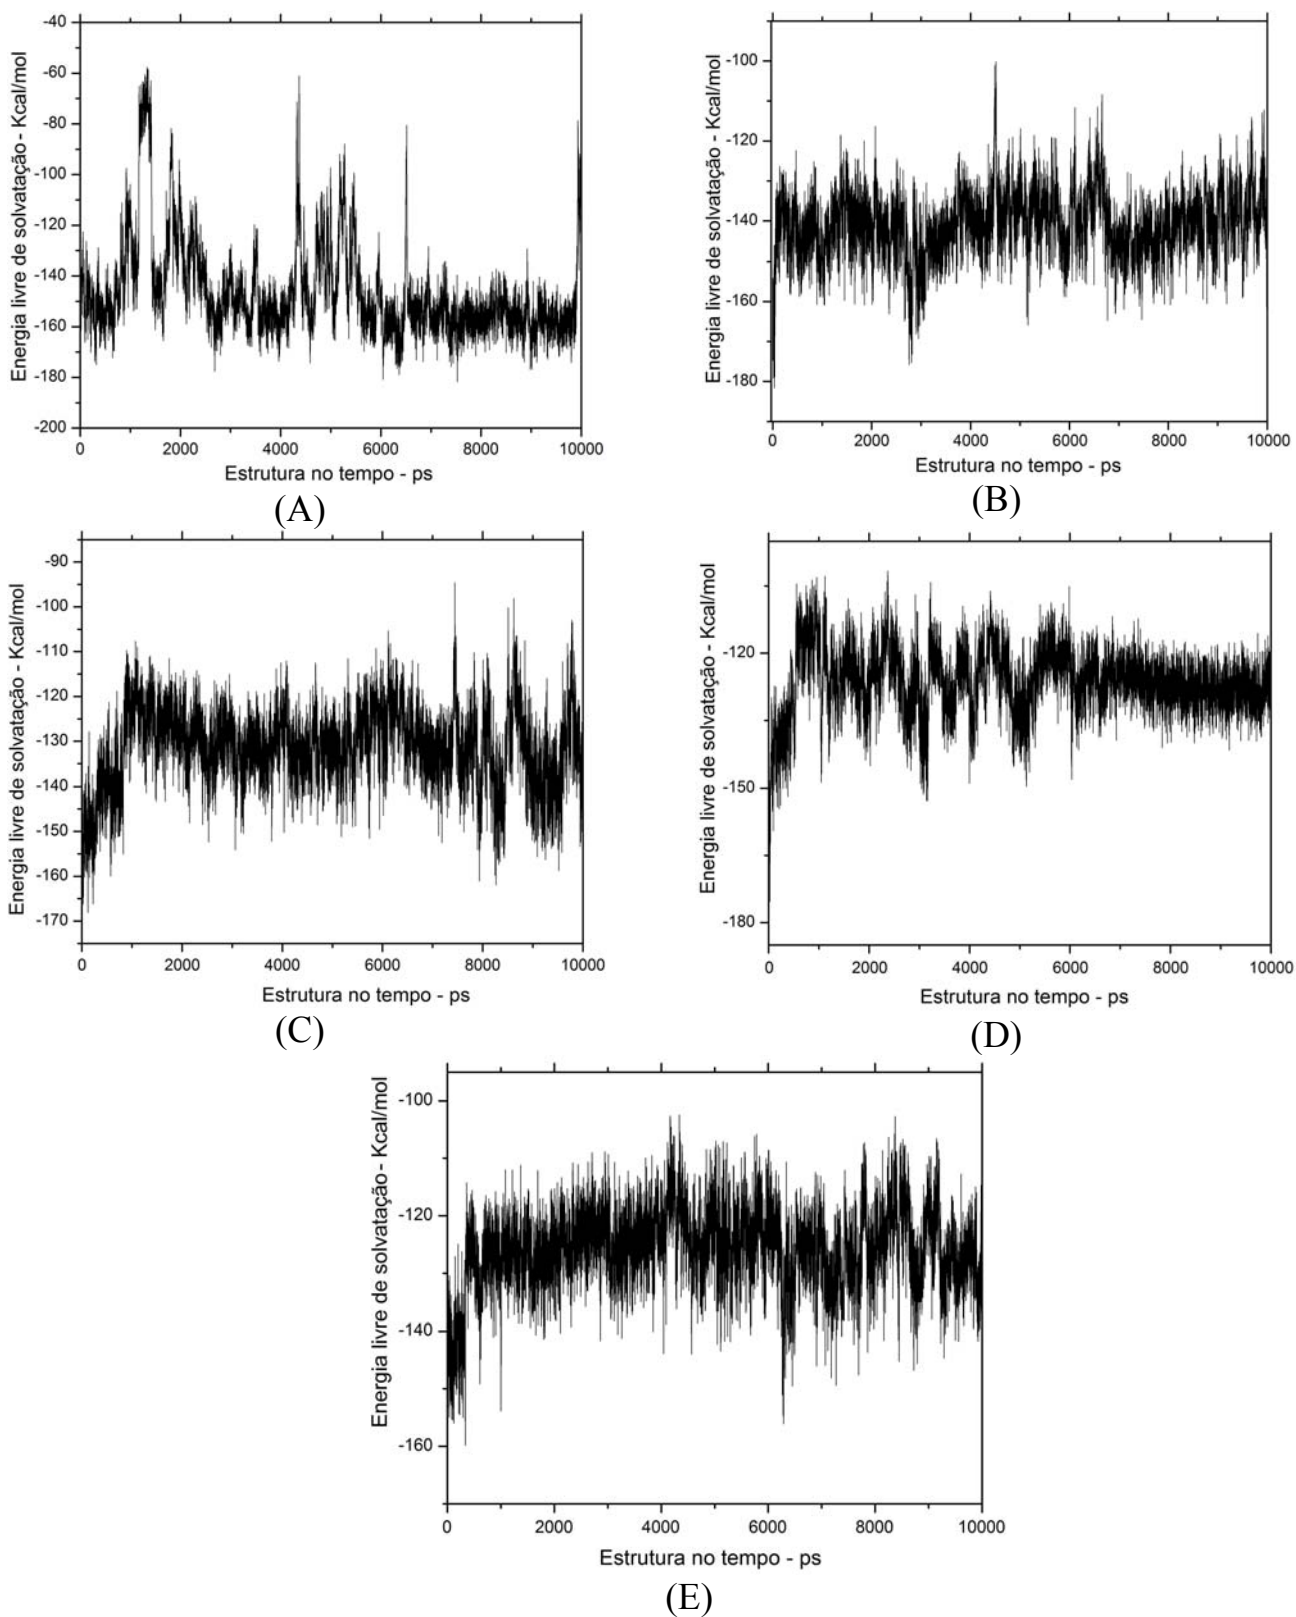 -40
-60
-80
-100
-120
-140
-160
-180
-200
Energia livre de solvatação - Kcal/mol
0 2000 4000 6000 8000 10000
Estrutura no tempo - ps
(A)
-100
-120
-140
-160
-180
Energia livre de solvatação - Kcal/mol
0 2000 4000 6000 8000 10000
Estrutura no tempo - ps
(B)
-90
-100
-110
-120
-130
-140
-150
-160
-170
Energia livre de solvatação - Kcal/mol
0 2000 4000 6000 8000 10000
Estrutura no tempo - ps
(C)
-120
-150
-180
Energia livre de solvatação - Kcal/mol
0 2000 4000 6000 8000 10000
Estrutura no tempo - ps
(D)
-100
-120
-140
-160
Energia livre de solvatação - Kcal/mol
0 2000 4000 6000 8000 10000
Estrutura no tempo - ps
(E)